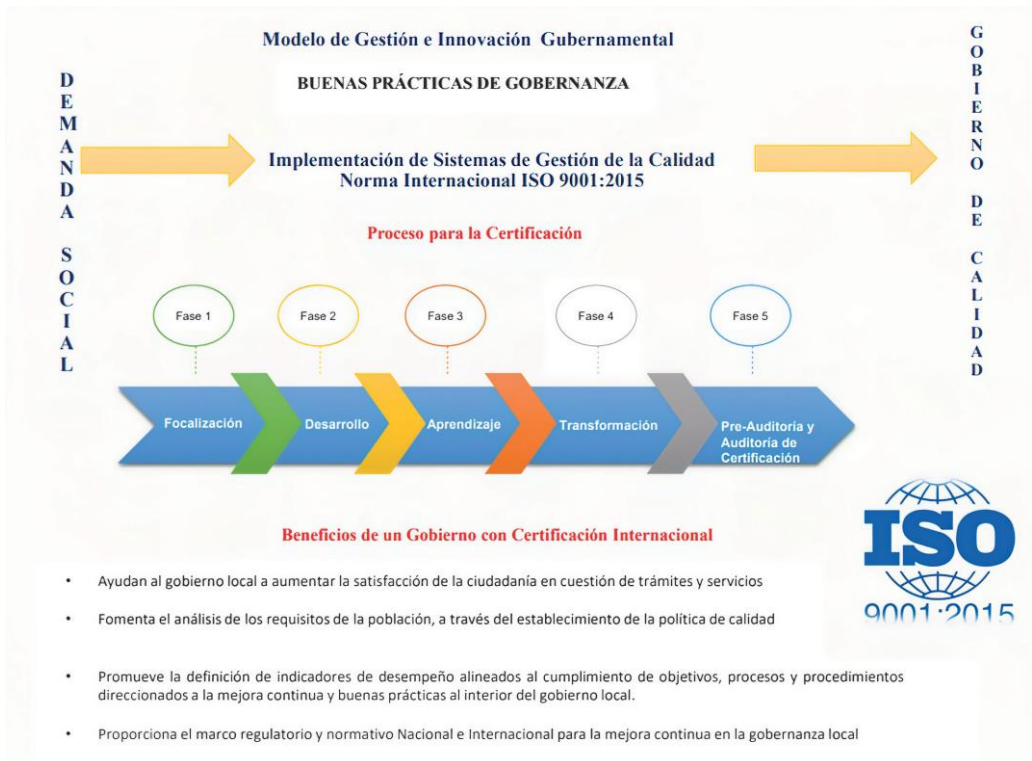 Modelo de Gestión e Innovación Gubernamental
BUENAS PRÁCTICAS DE GOBERNANZA
DEMANDA SOCIAL
Implementación de Sistemas de Gestión de la Calidad
Norma Internacional ISO 9001:2015
GOBIERNO DE CALIDAD
Proceso para la Certificación
Fase 1
Fase 2
Fase 3
Fase 4
Fase 5
Focalización
Desarrollo
Aprendizaje
Transformación
Pre-Auditoria y
Auditoría de
Certificación
Beneficios de un Gobierno con Certificación Internacional
ISO
9001:2015
• Ayudan al gobierno local a aumentar la satisfacción de la ciudadanía en cuestión de trámites y servicios
• Fomenta el análisis de los requisitos de la población, a través del establecimiento de la política de calidad
• Promueve la definición de indicadores de desempeño alineados al cumplimiento de objetivos, procesos y procedimientos
direccionados a la mejora continua y buenas prácticas al interior del gobierno local.
• Proporciona el marco regulatorio y normativo Nacional e Internacional para la mejora continua en la gobernanza local